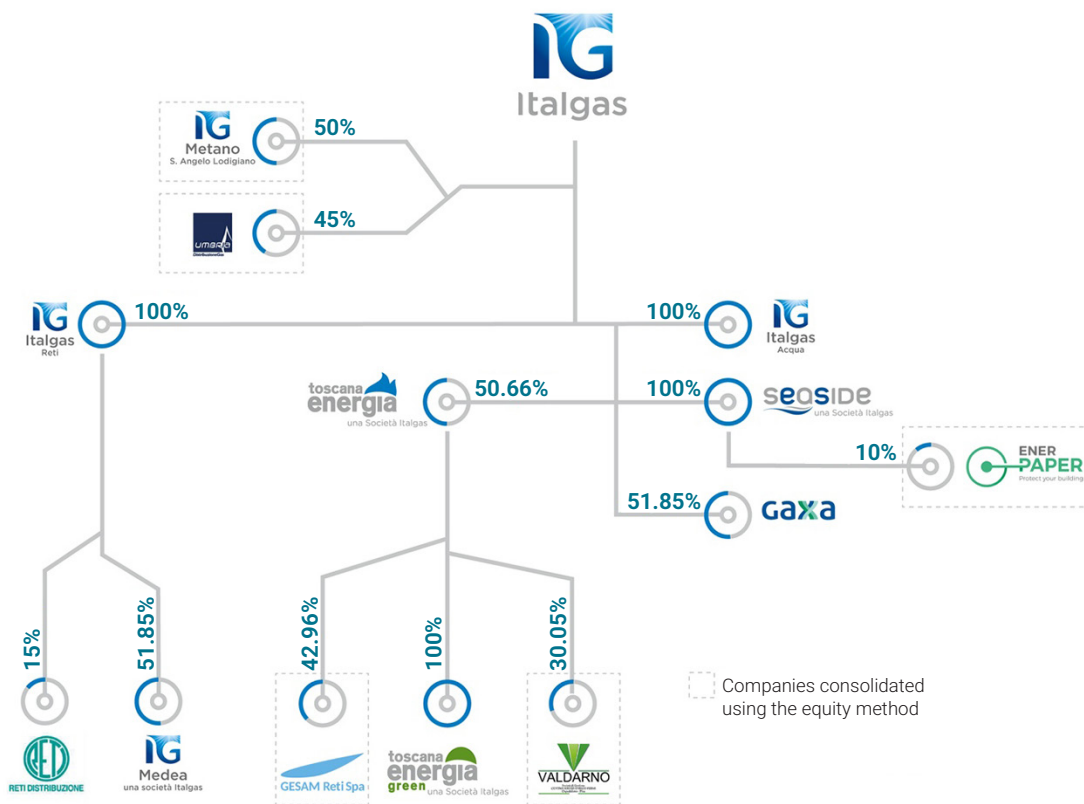 IG
Italgas
IG
Metano
S. Angelo Lodigiano
50%
UMBRIA
45%
IG
Italgas
Reti
100%
100%
IG
Italgas
Acqua
toscana
energia
una Società Italgas
50.66%
100%
SEASIDE
una Società Italgas
10%
ENER
PAPER
Protect your building
51.85%
Gaxa
15%
51.85%
42.96%
100%
30.05%
Companies consolidated
using the equity method
RETI
RETI DISTRIBUZIONE
IG
Medea
una società Italgas
GESAM Reti Spa
toscana
energia
green una Società Italgas
VALDARNO